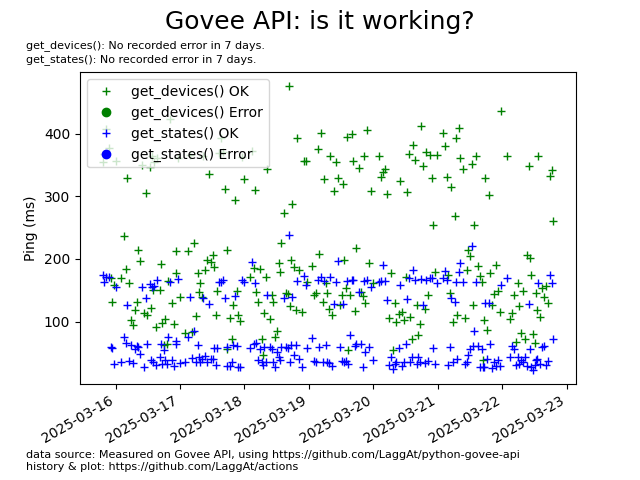 Govee API: is it working?
get_devices(): No recorded error in 7 days.
get_states(): No recorded error in 7 days.
get_devices() OK
get_devices() Error
get_states() OK
get_states() Error
Ping (ms)
400
300
200
100
2025-03-16
2025-03-17
2025-03-18
2025-03-19
2025-03-20
2025-03-21
2025-03-22
2025-03-23
data source: Measured on Govee API, using https://github.com/LaggAt/python-govee-api
history & plot: https://github.com/LaggAt/actions